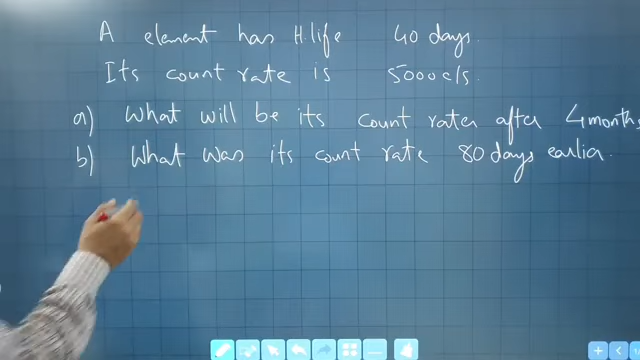 A element has H.life 40 days.
Its count rate is 5000 c/s.
a) What will be its count rate after 4 months
b) What was its count rate 80 days earlier.